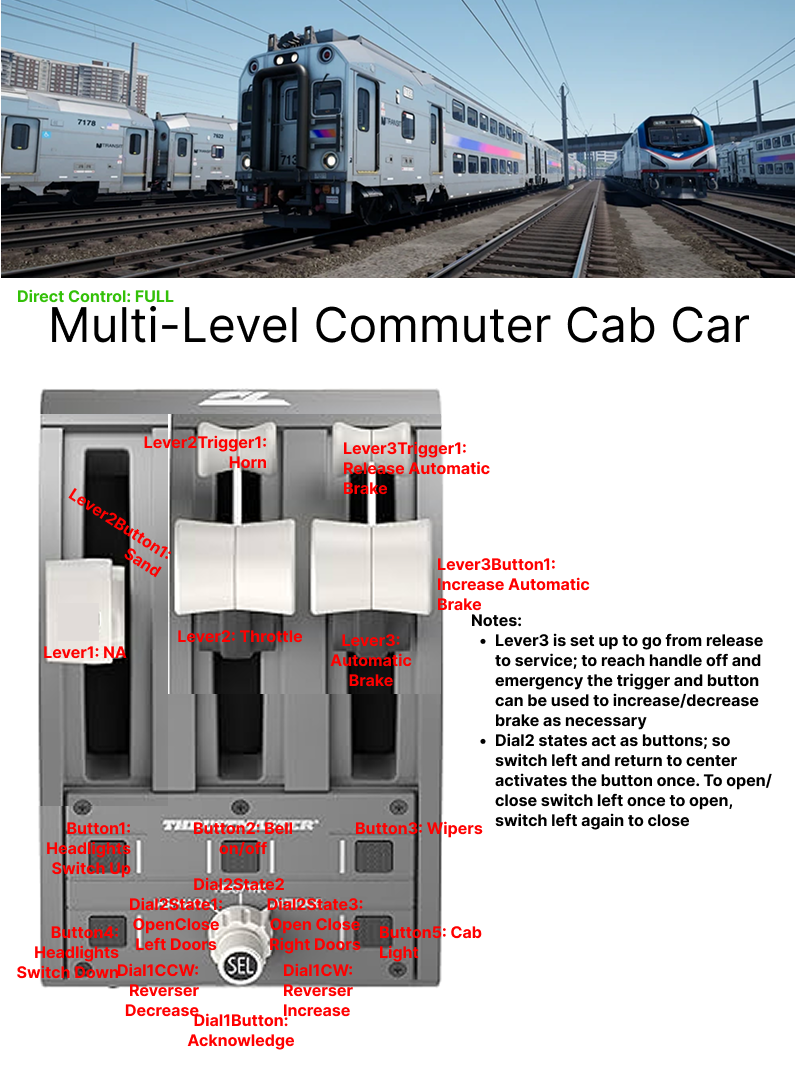 7178
7622
TRANSIT
TRANSIT
713
Direct Control: FULL
Multi-Level Commuter Cab Car
Lever2Trigger1:
Horn
Lever3Trigger1:
Release Automatic
Brake
Lever2Button1:
Sand
Lever3Button1:
Increase Automatic
Brake
Lever1: NA
Lever2: Throttle
Lever3:
Automatic
Brake
Notes:
• Lever3 is set up to go from release
to service; to reach handle off and
emergency the trigger and button
can be used to increase/decrease
brake as necessary
• Dial2 states act as buttons; so
switch left and return to center
activates the button once. To open/
close switch left once to open,
switch left again to close
THRUSTMASTER
Button1:
Headlights
Switch Up
Button2: Bell
on/off
Button3: Wipers
Dial2State2
Dial2State1:
OpenClose
Left Doors
Dial2State3:
Open Close
Right Doors
Button4:
Headlights
Switch Down
Button5: Cab
Light
SEL
Dial1CCW:
Reverser
Decrease
Dial1CW:
Reverser
Increase
Dial1Button:
Acknowledge